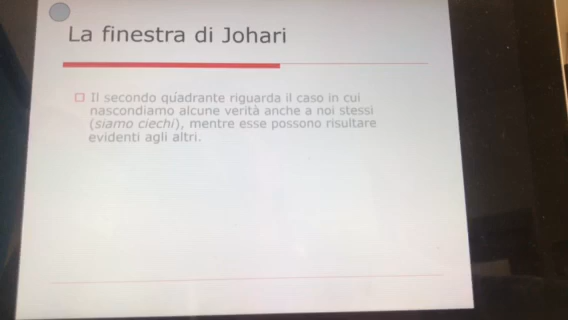 La finestra di Johari
Il secondo quadrante riguarda il caso in cui
nascondiamo alcune verità anche a noi stessi
(siamo ciechi), mentre esse possono risultare
evidenti agli altri.